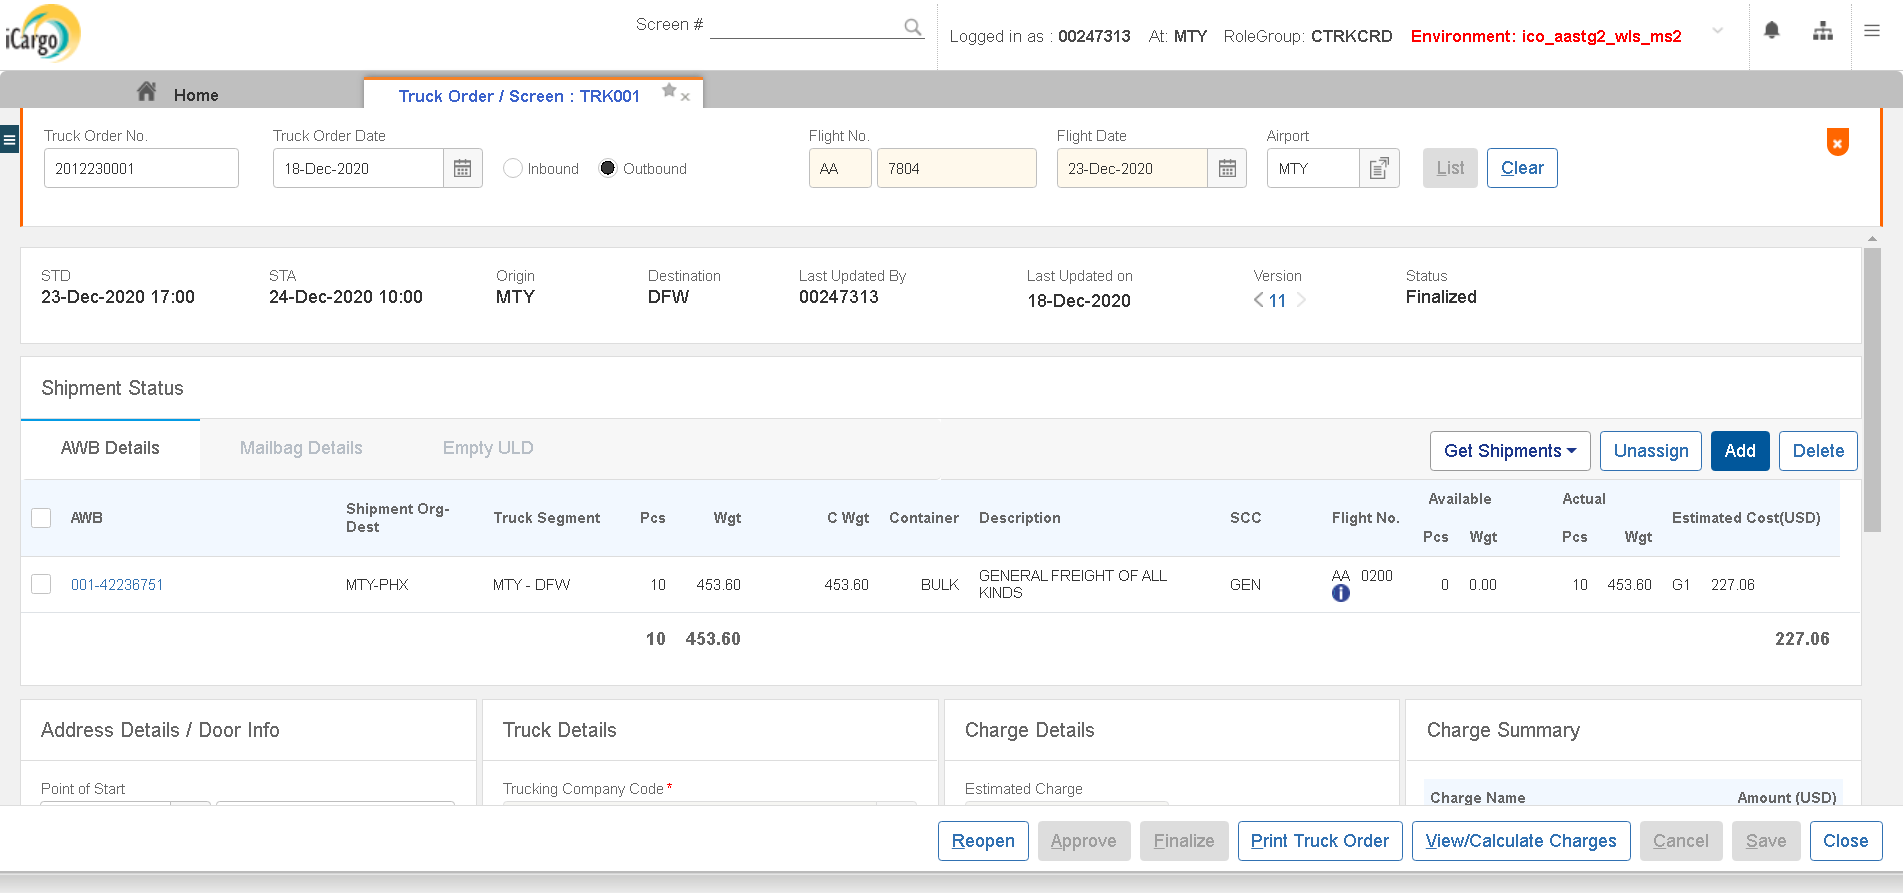 iCargo
Screen #
Logged in as : 00247313 At: MTY RoleGroup: CTRKCRD Environment: ico_aastg2_wls_ms2
Home
Truck Order / Screen : TRK001
Truck Order No. Truck Order Date Flight No. Flight Date Airport
2012230001 18-Dec-2020 Inbound Outbound AA 7804 23-Dec-2020 MTY List Clear
STD STA Origin Destination Last Updated By Last Updated on Version Status
23-Dec-2020 17:00 24-Dec-2020 10:00 MTY DFW 00247313 18-Dec-2020 11 Finalized
Shipment Status
AWB Details Mailbag Details Empty ULD Get Shipments Unassign Add Delete
AWB Shipment Org-Dest Truck Segment Pcs Wgt C Wgt Container Description SCC Flight No. Available Pcs Wgt Actual Pcs Wgt Estimated Cost(USD)
001-42236751 MTY-PHX MTY - DFW 10 453.60 453.60 BULK GENERAL FREIGHT OF ALL KINDS GEN AA 0200 0 0.00 10 453.60 G1 227.06
10 453.60 227.06
Address Details / Door Info Truck Details Charge Details Charge Summary
Point of Start Trucking Company Code * Estimated Charge Charge Name Amount (USD)
Reopen Approve Finalize Print Truck Order View/Calculate Charges Cancel Save Close